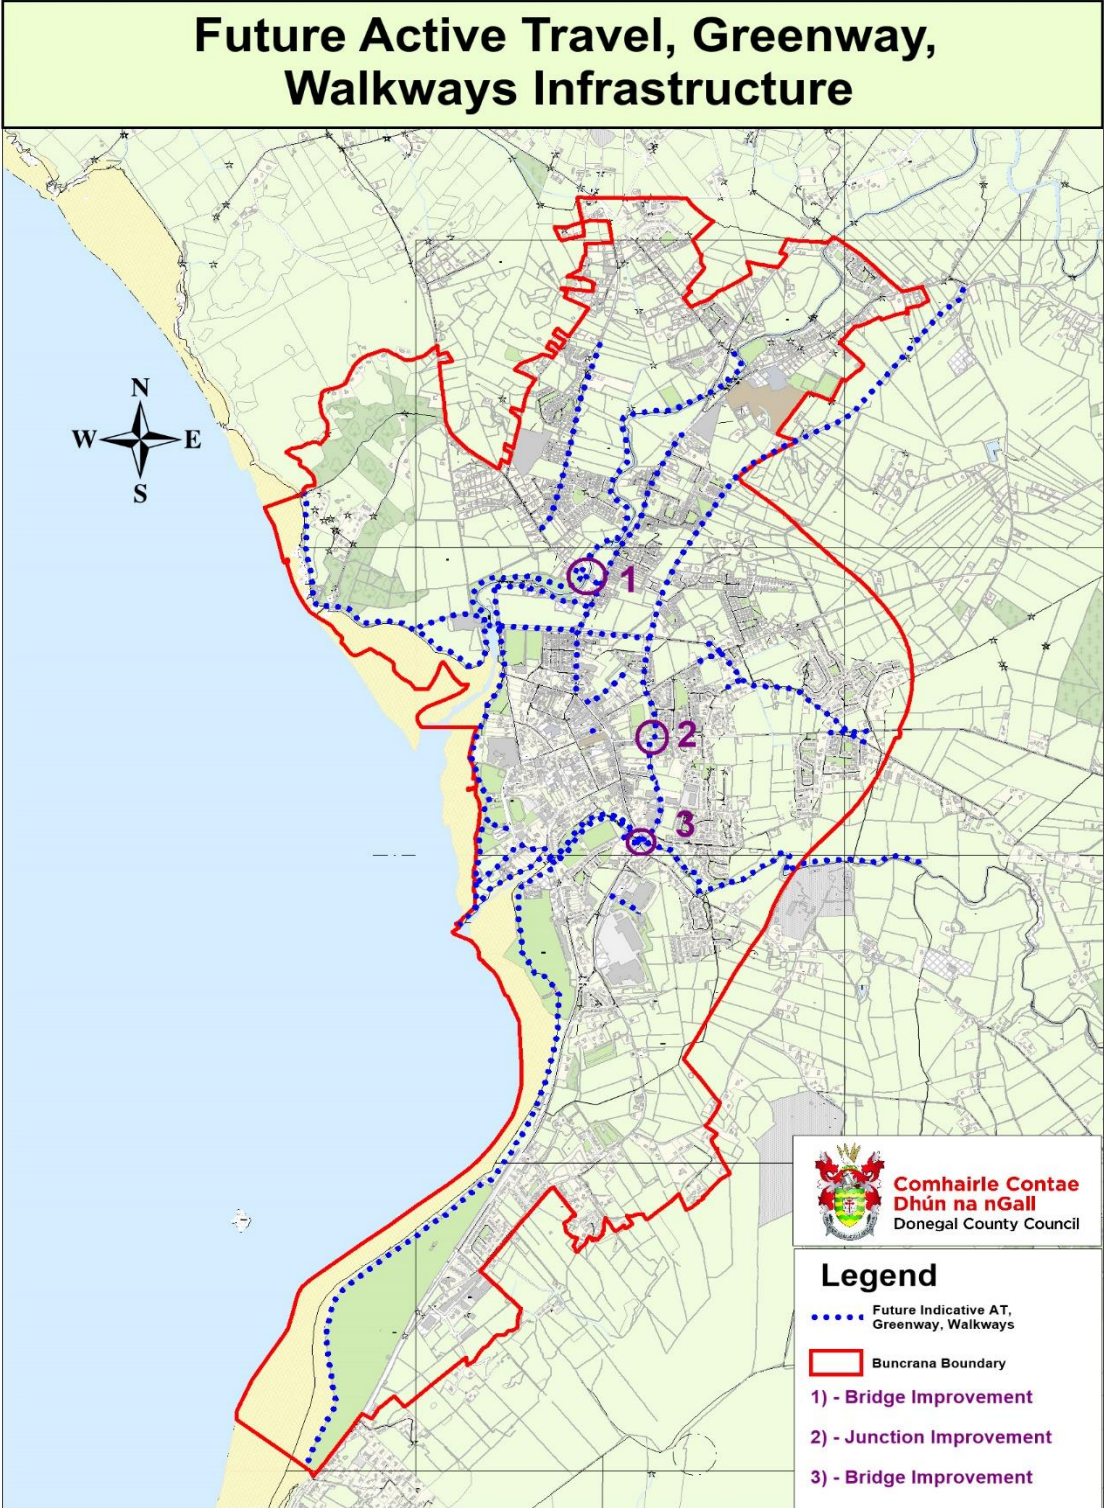 Future Active Travel, Greenway,
Walkways Infrastructure
N
W E
S
1
2
3
Comhairle Contae
Dhún na nGall
Donegal County Council
Legend
Future Indicative AT,
Greenway, Walkways
Buncrana Boundary
1) - Bridge Improvement
2) - Junction Improvement
3) - Bridge Improvement